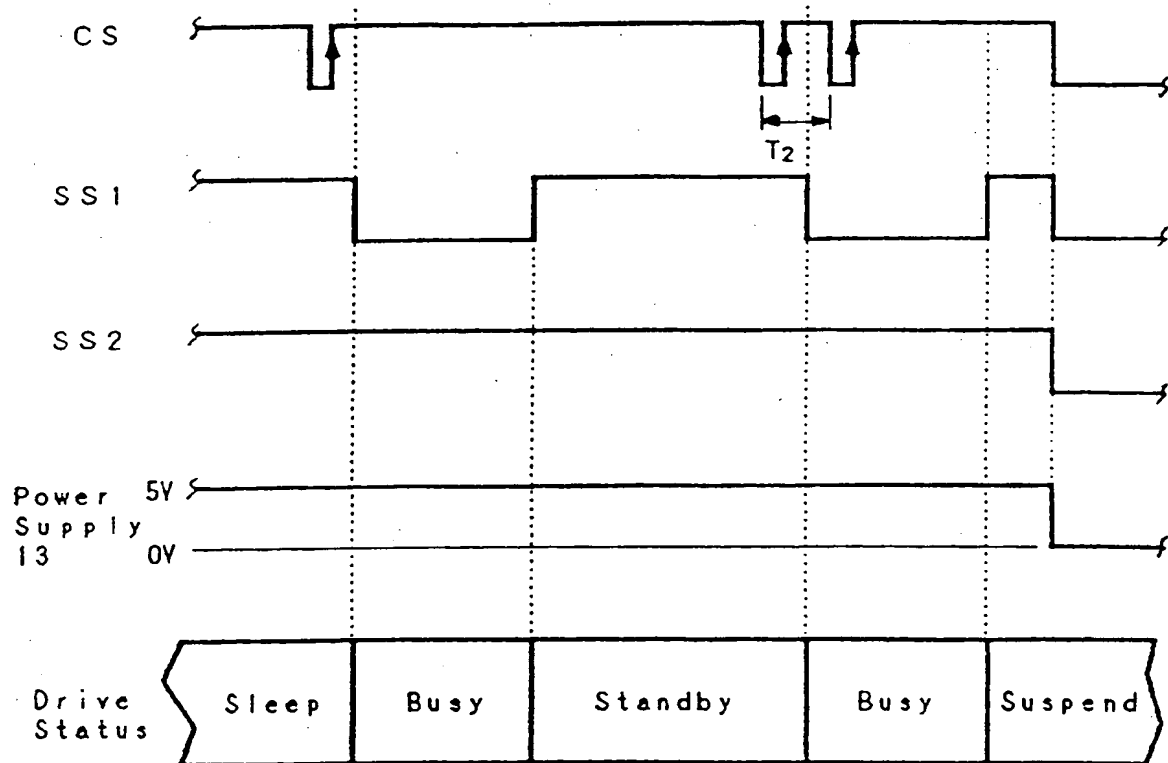 CS
T2
SS1
SS2
Power 5V
Supply
13 0V
Drive
Status
Sleep Busy Standby Busy Suspend